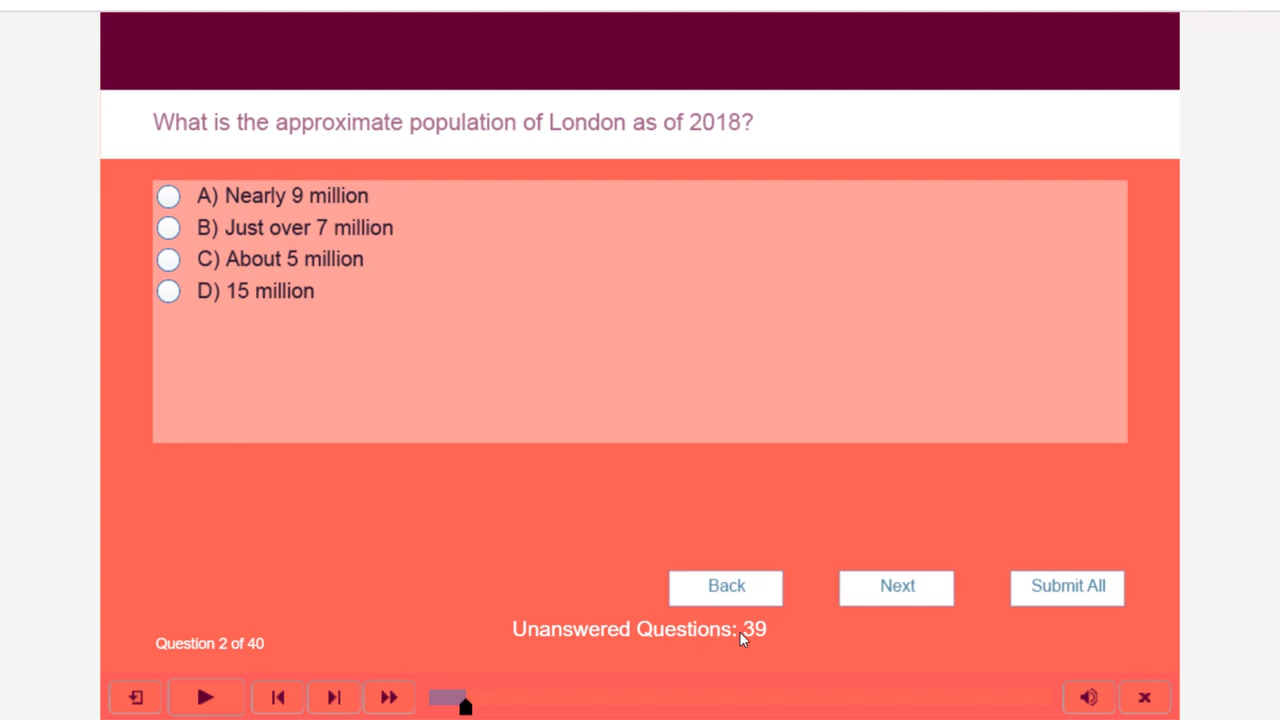 What is the approximate population of London as of 2018?
A) Nearly 9 million
B) Just over 7 million
C) About 5 million
D) 15 million
Back Next Submit All
Unanswered Questions: 39
Question 2 of 40